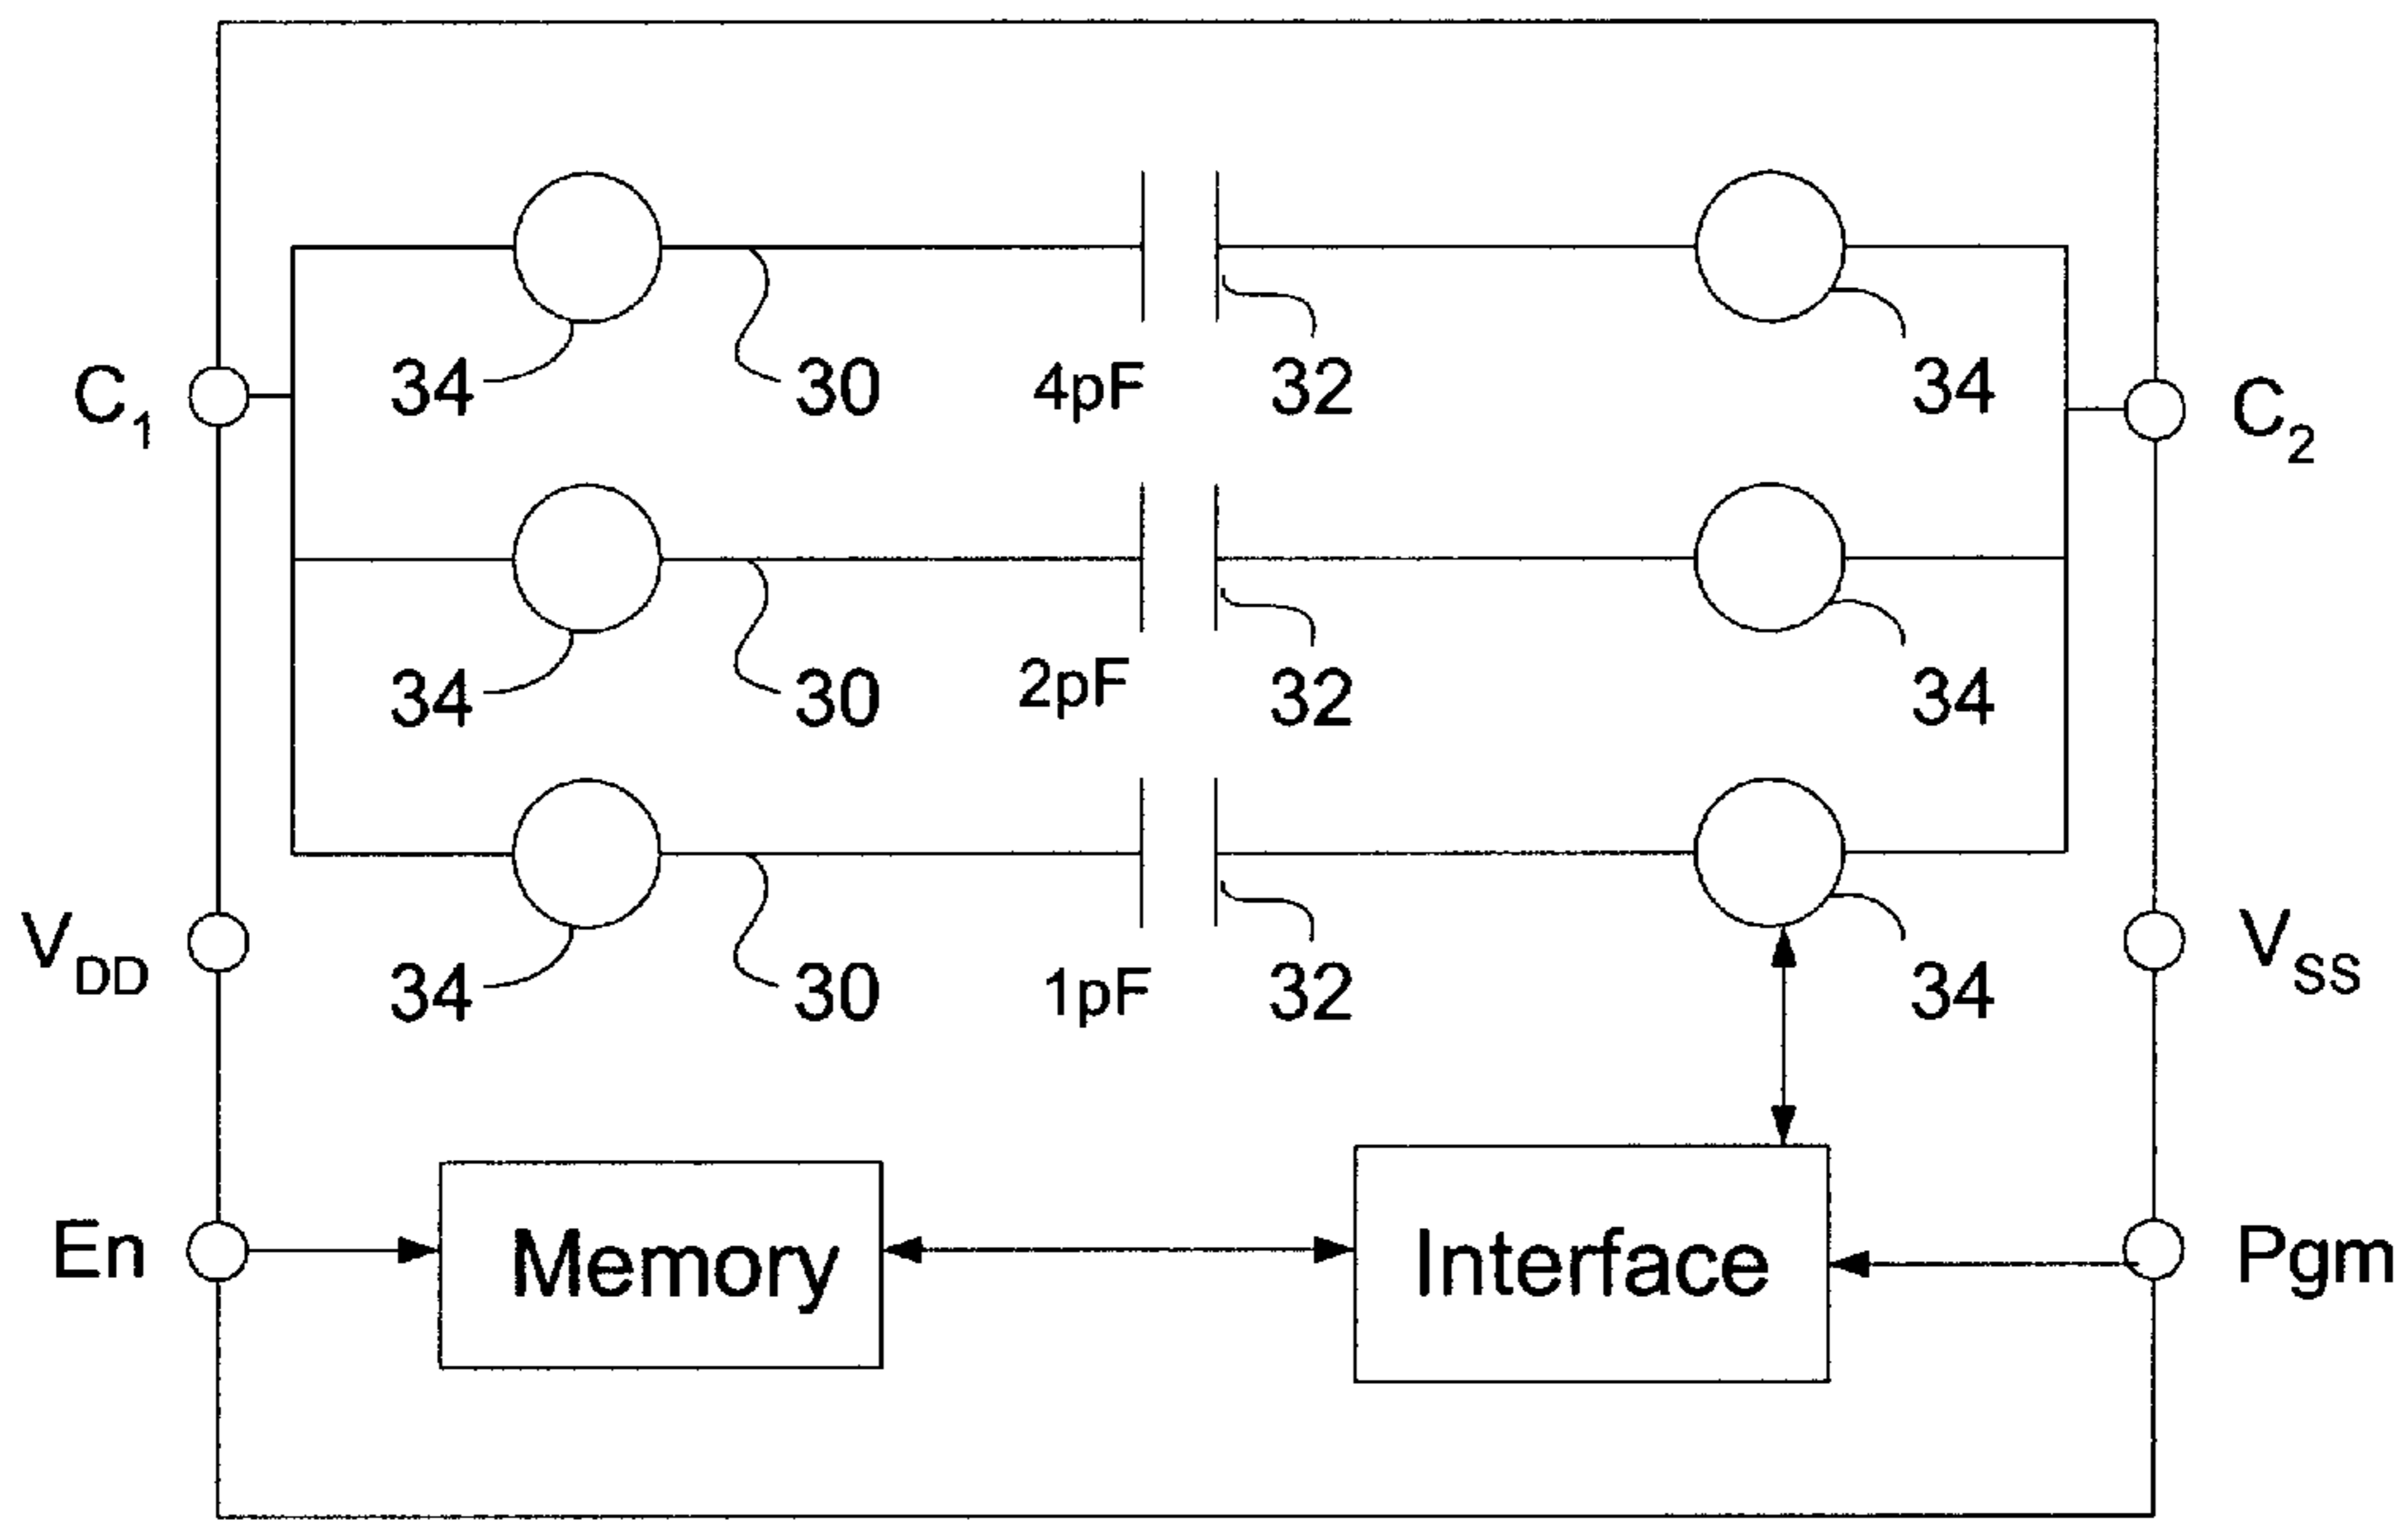 34 30 4pF 32 34
C1 C2
34 30 2pF 32 34
VDD VSS
34 30 1pF 32 34
En Memory Interface Pgm